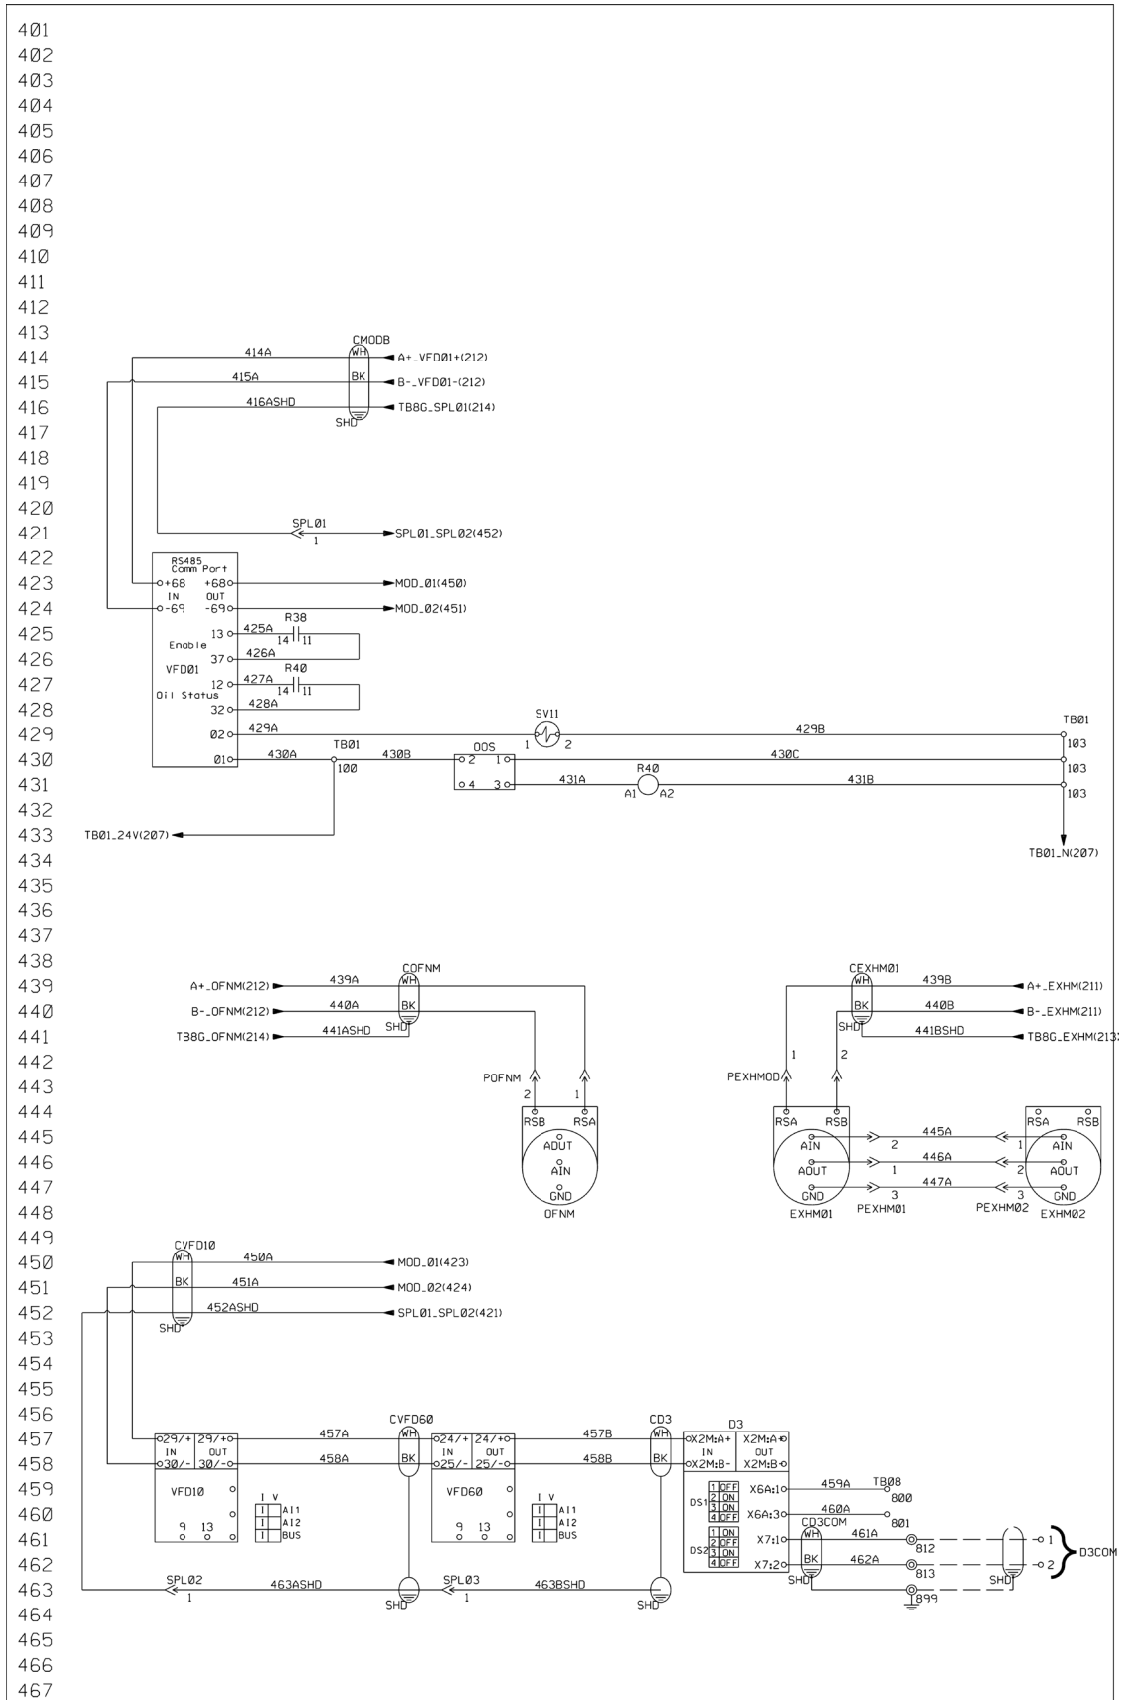 401
402
403
404
405
406
407
408
409
410
411
412
413 CMODB
414 414A WH A+_VFD01+(212)
415 415A BK B-_VFD01-(212)
416 416ASHD TB8G_SPL01(214)
417 SHD
418
419
420
421 SPL01 1 SPL01_SPL02(452)
422 RS485 Comm Port
423 +68 +68 MOD_01(450)
IN OUT
424 -69 -69 MOD_02(451)
R38
425 13 425A 14 11
Enable
426 37 426A
VFD01 R40
427 12 427A 14 11
Oil Status
428 32 428A
SV11 TB01
429 02 429A 1 2 429B 103
TB01 OOS
430 01 430A 100 430B 2 1 430C 103
R40
431 4 3 431A A1 A2 431B 103
432
433 TB01_24V(207)
434 TB01_N(207)
435
436
437
438 COFNM CEXHM01
439 A+_OFNM(212) 439A WH WH 439B A+_EXHM(211)
440 B-_OFNM(212) 440A BK BK 440B B-_EXHM(211)
SHD SHD
441 TB8G_OFNM(214) 441ASHD 441BSHD TB8G_EXHM(213)
442 1 2
443 POFNM 2 1 PEXHMOD
444 RSB RSA RSA RSB RSA RSB
445 AOUT AIN 2 445A 1 AIN
446 AIN AOUT 1 446A 2 AOUT
447 GND GND 3 447A 3 GND
448 OFNM EXHM01 PEXHM01 PEXHM02 EXHM02
449 CVFD10
450 WH 450A MOD_01(423)
451 BK 451A MOD_02(424)
452 452ASHD SPL01_SPL02(421)
453 SHD
454
455
456 CVFD60 CD3 D3
457 29/+ 29/+ 457A WH 24/+ 24/+ 457B WH X2M:A+ X2M:A+
IN OUT IN OUT IN OUT
458 30/- 30/- 458A BK 25/- 25/- 458B BK X2M:B- X2M:B-
459 VFD10 I V VFD60 I V 1 OFF X6A:1 459A TB08 800
I AI1 I AI1 DS1 2 ON
3 ON
460 9 13 I AI2 9 13 I AI2 4 OFF X6A:3 460A 801
I BUS I BUS CD3COM
461 1 ON X7:1 WH 461A 812 1
DS2 2 OFF
3 ON D3COM
462 4 OFF X7:2 BK 462A 813 2
463 SPL02 1 463ASHD SPL03 1 463BSHD SHD 899 SHD
464 SHD SHD
465
466
467